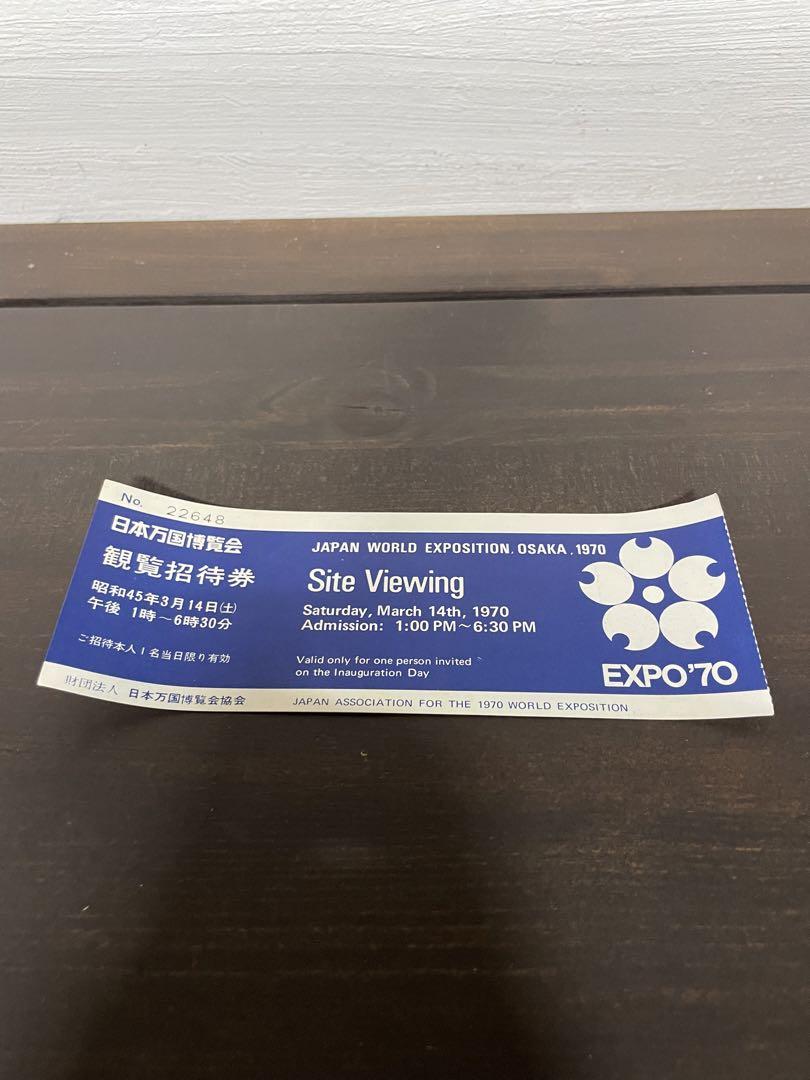 No. 22648
日本万国博覧会
観覧招待券
昭和45年3月14日(土)
午後 1時〜6時30分
ご招待本人1名当日限り有効
財団法人 日本万国博覧会協会
JAPAN WORLD EXPOSITION, OSAKA, 1970
Site Viewing
Saturday, March 14th, 1970
Admission: 1:00 PM〜6:30 PM
Valid only for one person invited
on the Inauguration Day
JAPAN ASSOCIATION FOR THE 1970 WORLD EXPOSITION
EXPO'70